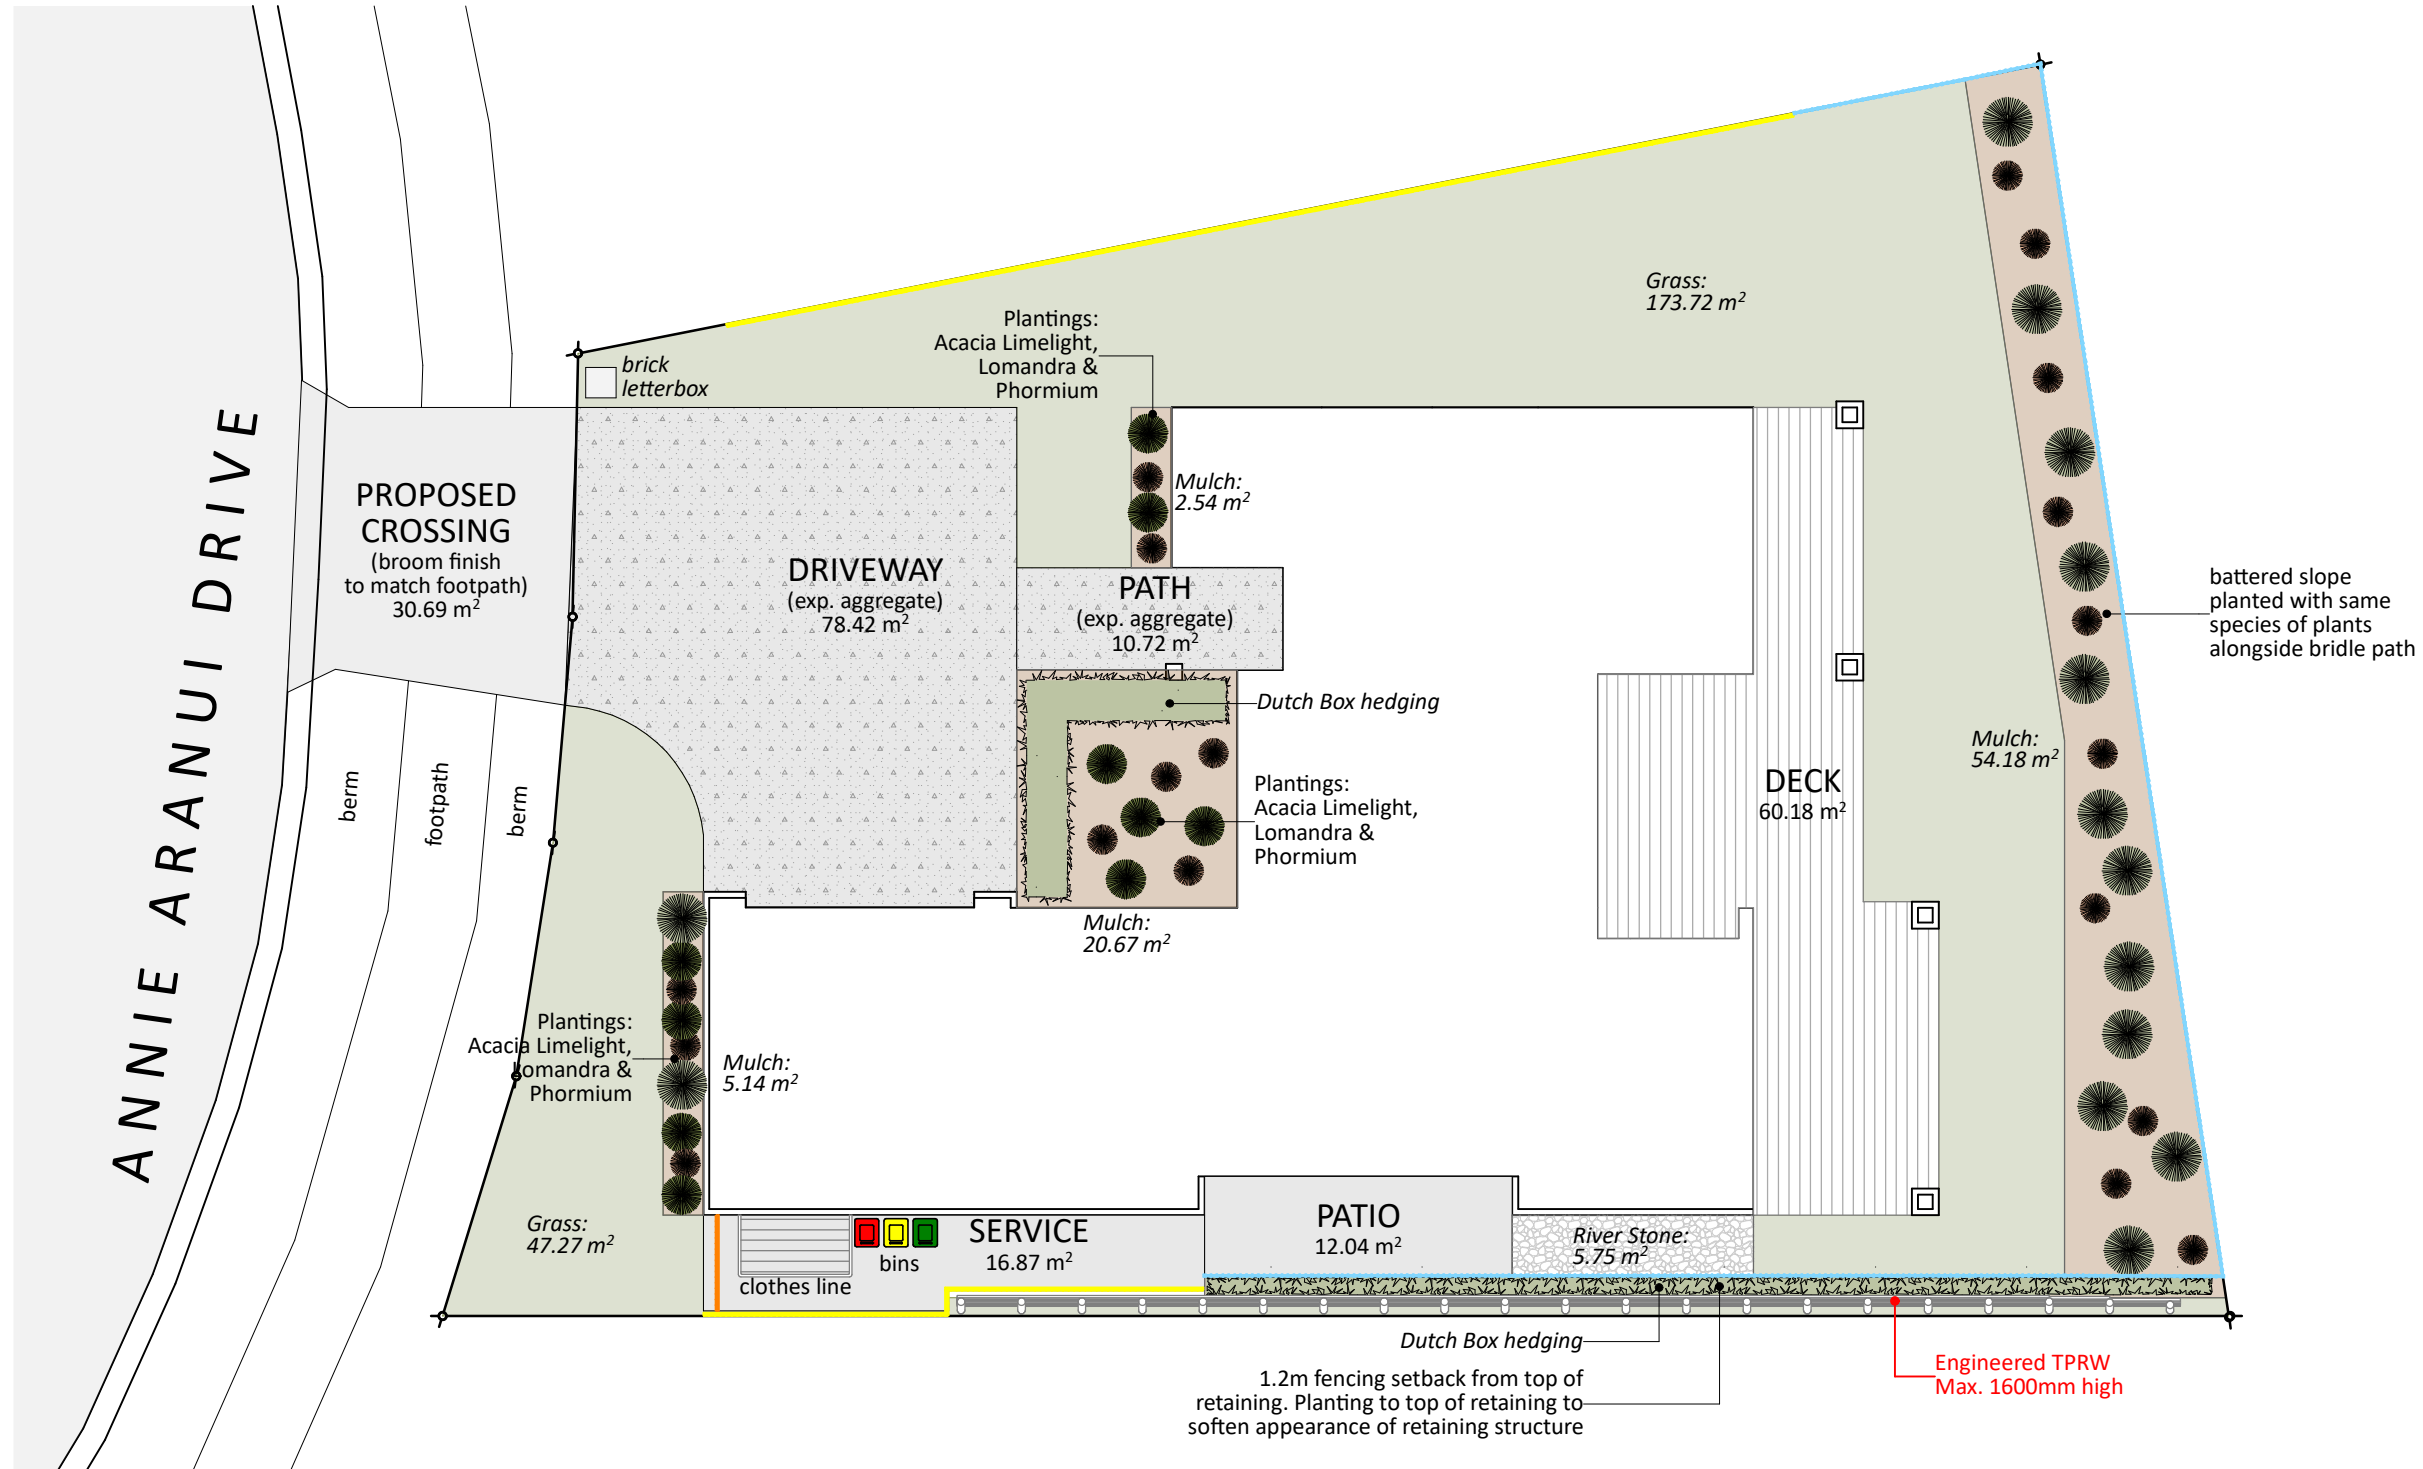 Grass:
173.72 m²
Plantings:
Acacia Limelight,
Lomandra &
Phormium
brick
letterbox
ANNIE ARANUI DRIVE
PROPOSED
CROSSING
(broom finish
to match footpath)
30.69 m²
Mulch:
2.54 m²
DRIVEWAY
(exp. aggregate)
78.42 m²
PATH
(exp. aggregate)
10.72 m²
battered slope
planted with same
species of plants
alongside bridle path
Dutch Box hedging
Mulch:
54.18 m²
berm
footpath
berm
Plantings:
Acacia Limelight,
Lomandra &
Phormium
DECK
60.18 m²
Mulch:
20.67 m²
Plantings:
Acacia Limelight,
Lomandra &
Phormium
Mulch:
5.14 m²
Grass:
47.27 m²
clothes line
bins
SERVICE
16.87 m²
PATIO
12.04 m²
River Stone:
5.75 m²
Dutch Box hedging
1.2m fencing setback from top of
retaining. Planting to top of retaining to
soften appearance of retaining structure
Engineered TPRW
Max. 1600mm high